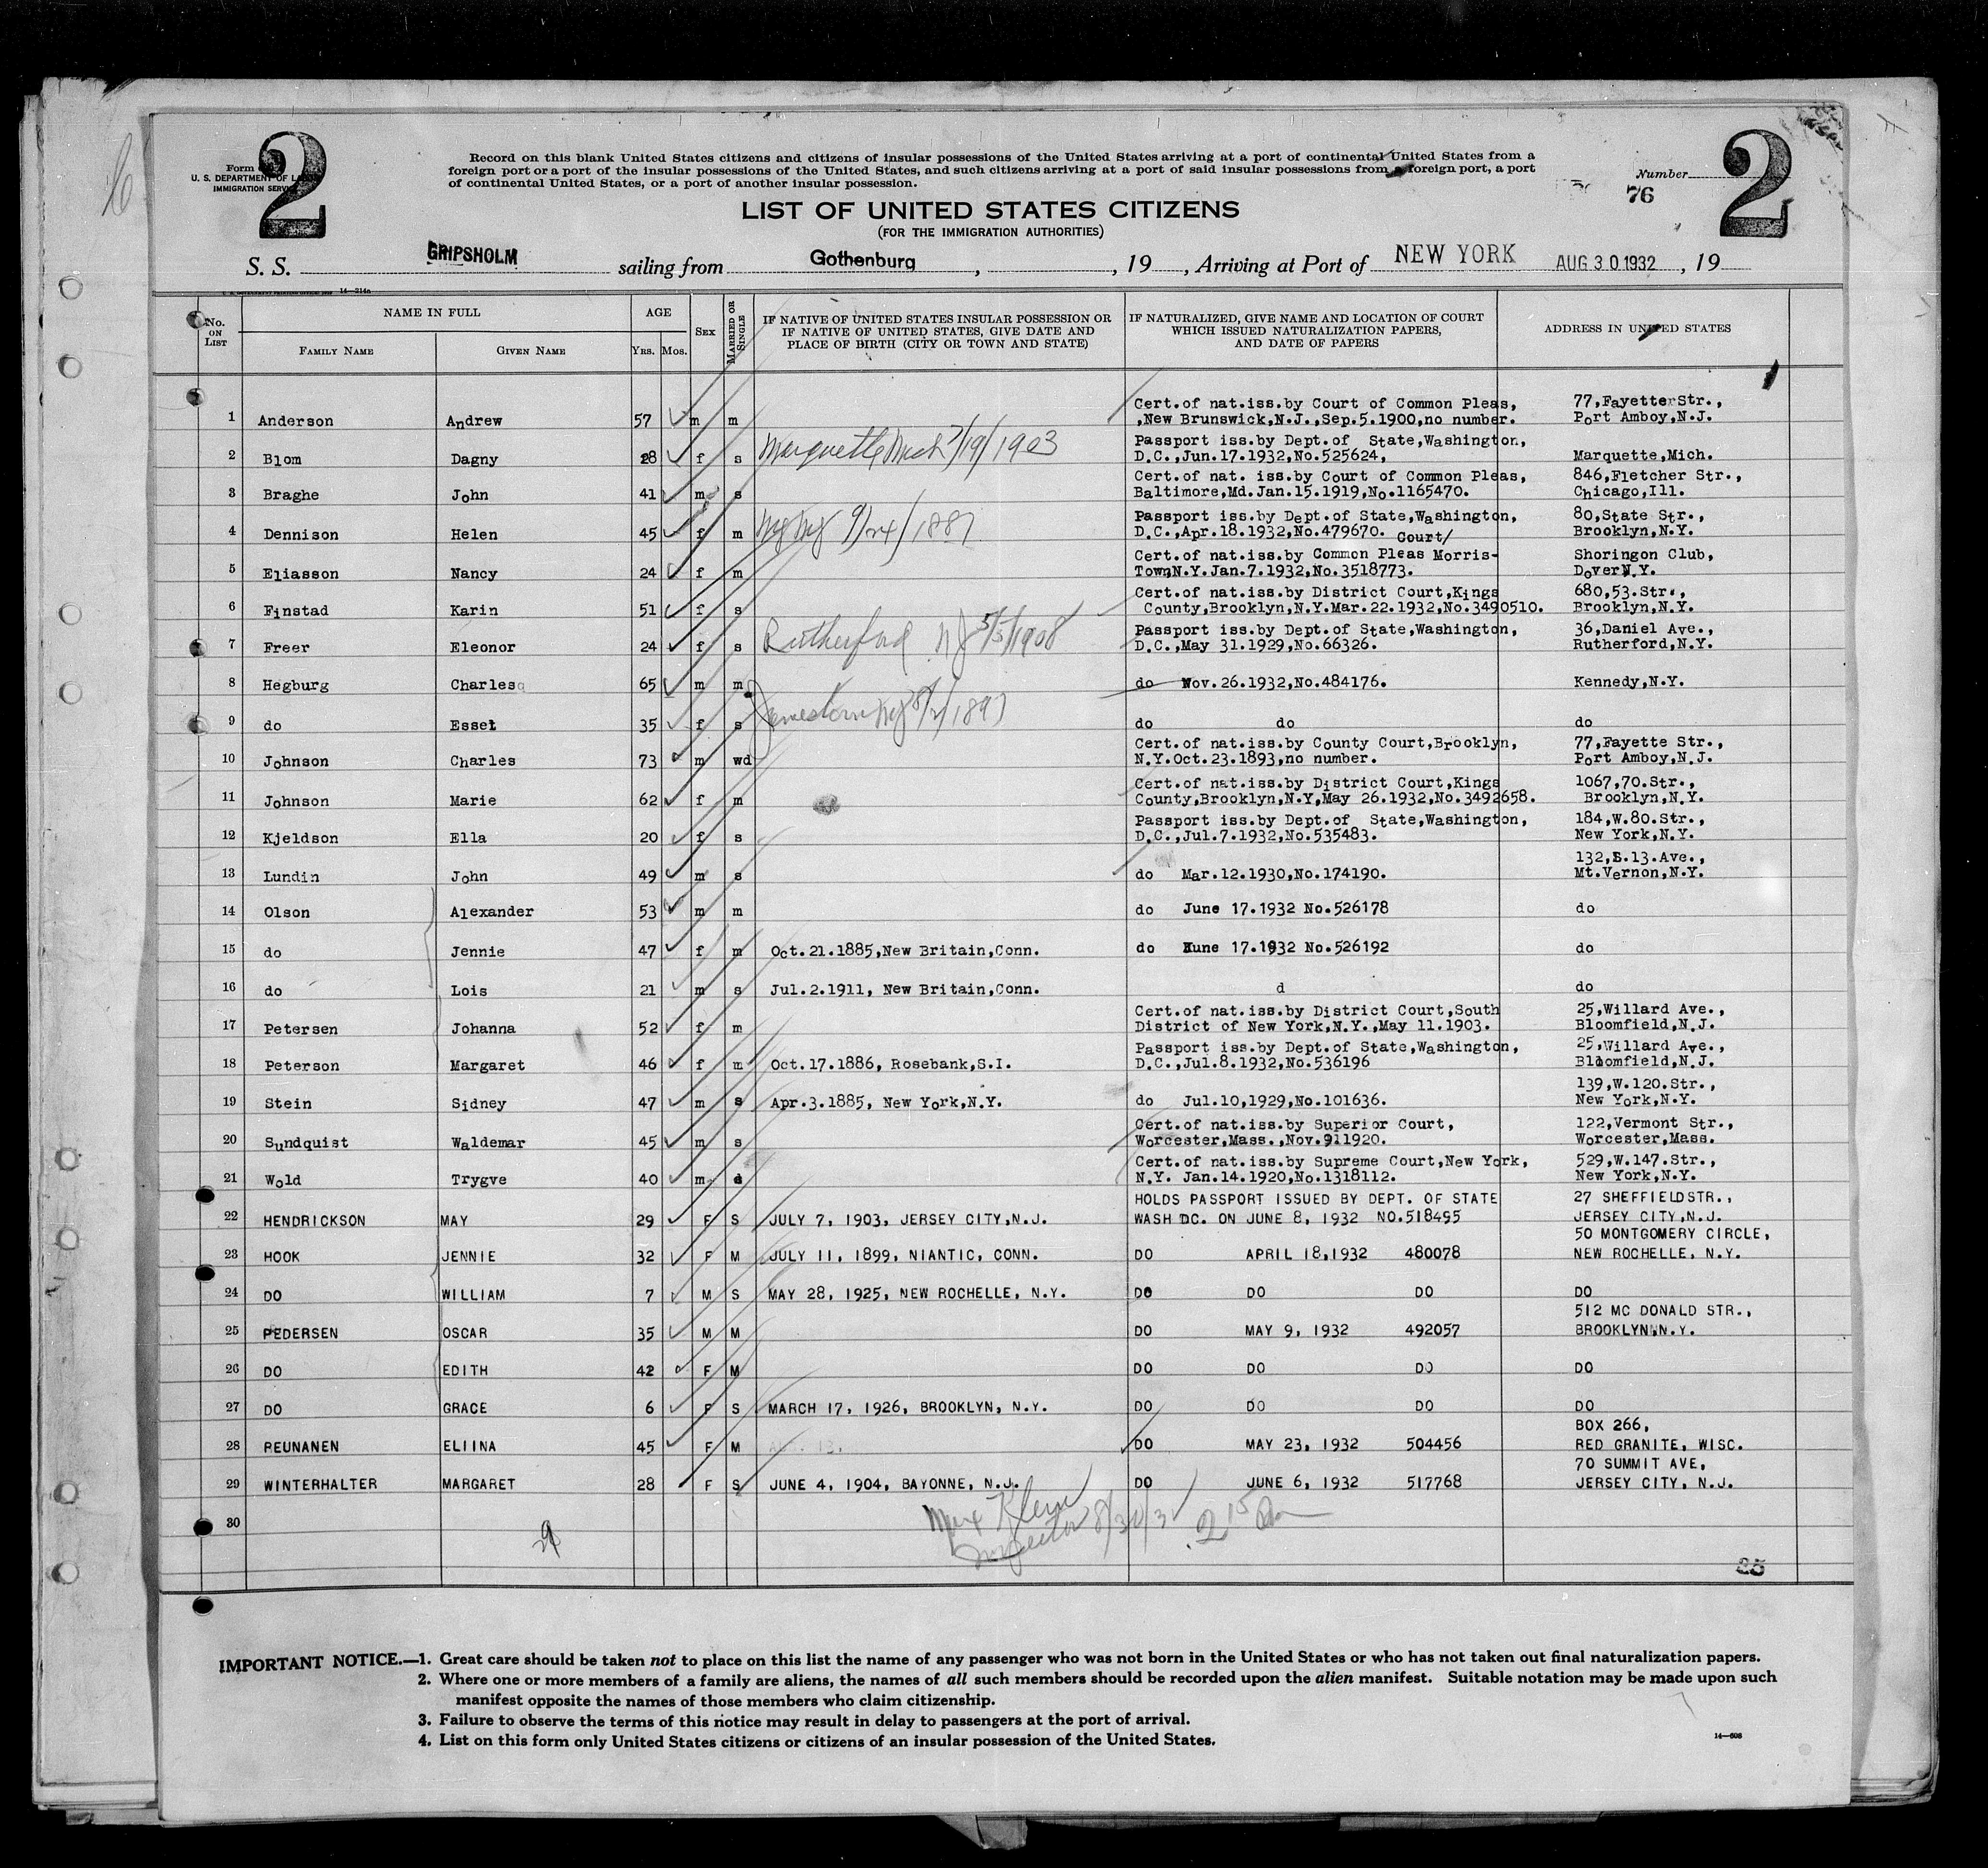 2
2
Form
U. S. DEPARTMENT OF LABOR
IMMIGRATION SERVICE
Record on this blank United States citizens and citizens of insular possessions of the United States arriving at a port of continental United States from a
foreign port or a port of the insular possessions of the United States, and such citizens arriving at a port of said insular possessions from a foreign port, a port
of continental United States, or a port of another insular possession.
Number
76
LIST OF UNITED STATES CITIZENS
(FOR THE IMMIGRATION AUTHORITIES)
S. S. GRIPSHOLM sailing from Gothenburg, , 19 , Arriving at Port of NEW YORK AUG 30 1932, 19
14-214a
No. ON LIST
NAME IN FULL
FAMILY NAME GIVEN NAME
AGE
YRS. MOS.
SEX
MARRIED OR SINGLE
IF NATIVE OF UNITED STATES INSULAR POSSESSION OR
IF NATIVE OF UNITED STATES, GIVE DATE AND
PLACE OF BIRTH (CITY OR TOWN AND STATE)
IF NATURALIZED, GIVE NAME AND LOCATION OF COURT
WHICH ISSUED NATURALIZATION PAPERS,
AND DATE OF PAPERS
ADDRESS IN UNITED STATES
Cert.of nat.iss.by Court of Common Pleas, 77,Fayetter Str.,
1 Anderson Andrew 57 m m ,New Brunswick,N.J.,Sep.5.1900,no number. Port Amboy,N.J.
Passport iss.by Dept.of State,Washington,
2 Blom Dagny 28 f s Marquette Mich 7/19/1903 D.C.,Jun.17.1932,No.525624, Marquette,Mich.
Cert.of nat. iss.by Court of Common Pleas, 846,Fletcher Str.,
3 Braghe John 41 m s Baltimore,Md.Jan.15.1919,No.1165470. Chicago,Ill.
Passport iss.by Dept.of State,Washington, 80,State Str.,
4 Dennison Helen 45 f m Ny Ny 9/24/1887 D.C.,Apr.18.1932,No.479670. Court/ Brooklyn,N.Y.
Cert.of nat.iss.by Common Pleas Morris- Shoringon Club,
5 Eliasson Nancy 24 f m Town,N.Y.Jan.7.1932,No.3518773. Dover N.Y.
Cert.of nat.iss.by District Court,Kings 680,53.Str.,
6 Finstad Karin 51 f s County,Brooklyn,N.Y.Mar.22.1932,No.3490510. Brooklyn,N.Y.
Passport iss.by Dept.of State,Washington, 36,Daniel Ave.,
7 Freer Eleonor 24 f s Rutherford NJ 5/5/1908 D.C.,May 31.1929,No.66326. Rutherford,N.Y.
8 Hegburg Charles 65 m m do Nov.26.1932,No.484176. Kennedy,N.Y.
9 do Esset 35 f s Jamestown NY 8/2/1897 do do do
Cert.of nat.iss.by County Court,Brooklyn, 77,Fayette Str.,
10 Johnson Charles 73 m wd N.Y.Oct.23.1893,no number. Port Amboy,N.J.
Cert.of nat.iss.by District Court,Kings 1067,70.Str.,
11 Johnson Marie 62 f m County,Brooklyn,N.Y,May 26.1932,No.3492658. Brooklyn,N.Y.
Passport iss.by Dept.of State,Washington, 184,W.80.Str.,
12 Kjeldson Ella 20 f s D.C.,Jul.7.1932,No.535483. New York,N.Y.
132,S.13.Ave.,
13 Lundin John 49 m s do Mar.12.1930,No.174190. Mt.Vernon,N.Y.
14 Olson Alexander 53 m m do June 17.1932 No.526178 do
15 do Jennie 47 f m Oct.21.1885,New Britain,Conn. do Xune 17.1932 No.526192 do
16 do Lois 21 m s Jul.2.1911, New Britain,Conn. d do
Cert.of nat.iss.by District Court,South 25,Willard Ave.,
17 Petersen Johanna 52 f m District of New York,N.Y.,May 11.1903. Bloomfield,N.J.
Passport iss.by Dept.of State,Washington, 25,Willard Ave.,
18 Peterson Margaret 46 f m Oct.17.1886, Rosebank,S.I. D.C.,Jul.8.1932,No.536196 Bloomfield,N.J.
139,W.120.Str.,
19 Stein Sidney 47 m s Apr.3.1885, New York,N.Y. do Jul.10,1929,No.101636. New York,N.Y.
Cert.of nat.iss.by Superior Court, 122,Vermont Str.,
20 Sundquist Waldemar 45 m s Worcester,Mass.,Nov.911920. Worcester,Mass.
Cert.of nat.iss.by Supreme Court,New York, 529,W.147.Str.,
21 Wold Trygve 40 m d N.Y. Jan.14.1920,No.1318112. New York,N.Y.
HOLDS PASSPORT ISSUED BY DEPT. OF STATE 27 SHEFFIELDSTR.,
22 HENDRICKSON MAY 29 F S JULY 7, 1903, JERSEY CITY,N.J. WASH DC. ON JUNE 8, 1932 NO.518495 JERSEY CITY,N.J.
50 MONTGOMERY CIRCLE,
23 HOOK JENNIE 32 F M JULY 11, 1899, NIANTIC, CONN. DO APRIL 18,1932 480078 NEW ROCHELLE, N.Y.
24 DO WILLIAM 7 M S MAY 28, 1925, NEW ROCHELLE, N.Y. DO DO DO DO
512 MC DONALD STR.,
25 PEDERSEN OSCAR 35 M M DO MAY 9, 1932 492057 BROOKLYN,N.Y.
26 DO EDITH 42 F M DO DO DO DO
27 DO GRACE 6 F S MARCH 17, 1926, BROOKLYN, N.Y. DO DO DO DO
BOX 266,
28 REUNANEN ELIINA 45 F M DO MAY 23, 1932 504456 RED GRANITE, WISC.
70 SUMMIT AVE,
29 WINTERHALTER MARGARET 28 F S JUNE 4, 1904, BAYONNE, N.J. DO JUNE 6, 1932 517768 JERSEY CITY, N.J.
30
Max Klein
Inspector 8/30/32
25
IMPORTANT NOTICE.—1. Great care should be taken not to place on this list the name of any passenger who was not born in the United States or who has not taken out final naturalization papers.
2. Where one or more members of a family are aliens, the names of all such members should be recorded upon the alien manifest. Suitable notation may be made upon such
manifest opposite the names of those members who claim citizenship.
3. Failure to observe the terms of this notice may result in delay to passengers at the port of arrival.
4. List on this form only United States citizens or citizens of an insular possession of the United States.
14—608